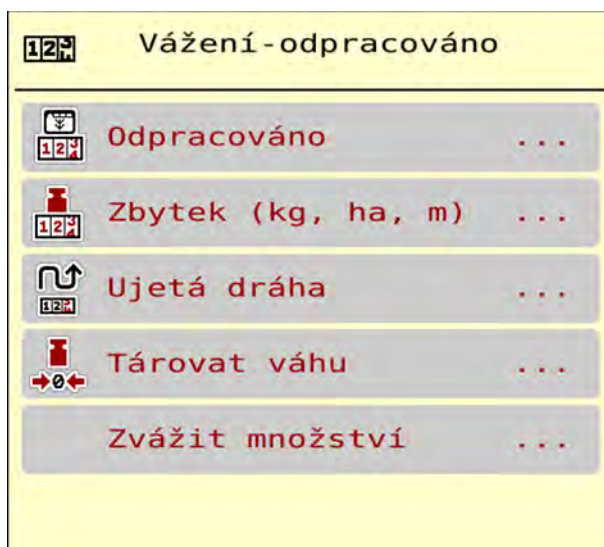 Vážení-odpracováno
Odpracováno ...
Zbytek (kg, ha, m) ...
Ujetá dráha ...
Tárovat váhu ...
Zvážit množství ...